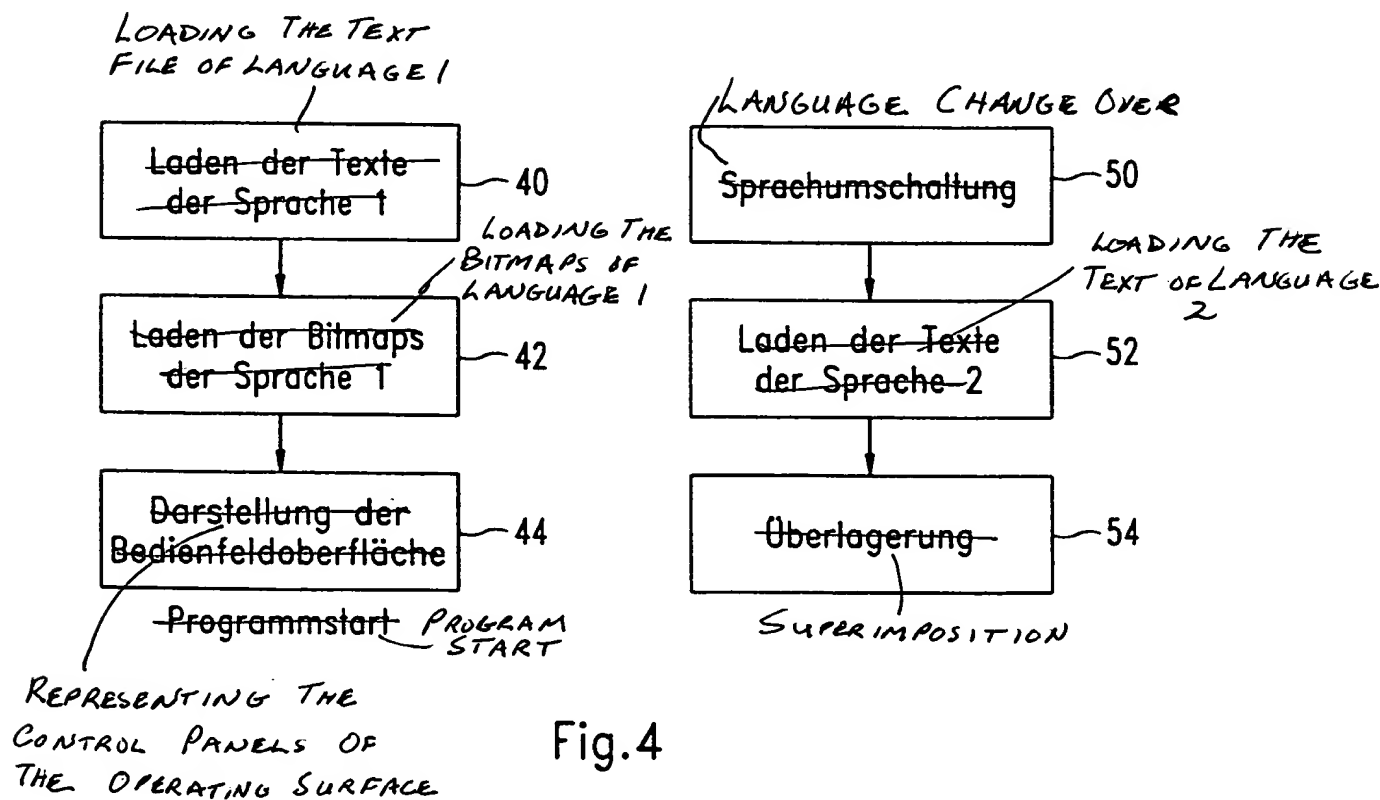 LOADING THE TEXT
FILE OF LANGUAGE 1
Laden der Texte
der Sprache 1
40
LOADING THE
BITMAPS OF
LANGUAGE 1
Laden der Bitmaps
der Sprache 1
42
Darstellung der
Bedienfeldoberfläche
44
Programmstart
PROGRAM
START
REPRESENTING THE
CONTROL PANELS OF
THE OPERATING SURFACE
LANGUAGE CHANGE OVER
Sprachumschaltung
50
LOADING THE
TEXT OF LANGUAGE
2
Laden der Texte
der Sprache 2
52
Überlagerung
54
SUPERIMPOSITION
Fig.4